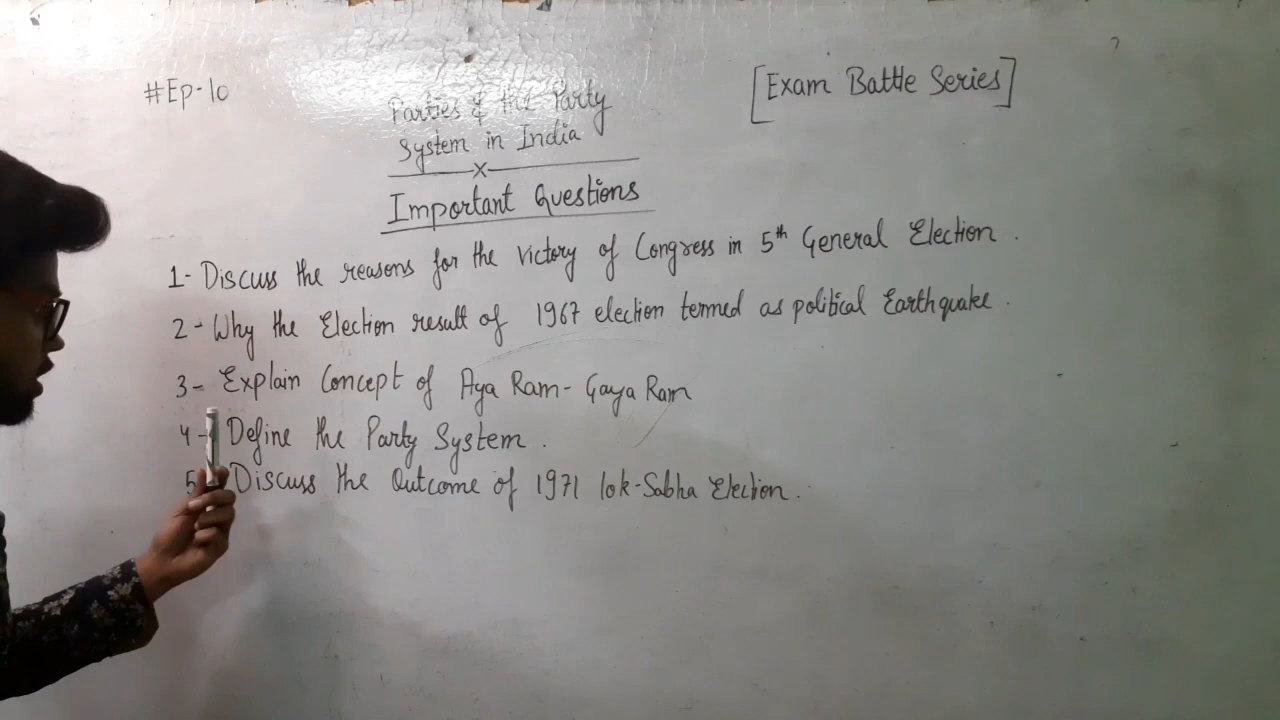 #Ep-10
Parties & the Party
System in India
x
[Exam Battle Series]
Important Questions
1- Discuss the reasons for the victory of Congress in 5th General Election.
2- Why the Election result of 1967 election termed as political Earthquake.
3- Explain Concept of Aya Ram- Gaya Ram
4- Define the Party System.
5 Discuss the Outcome of 1971 lok-Sabha Election.